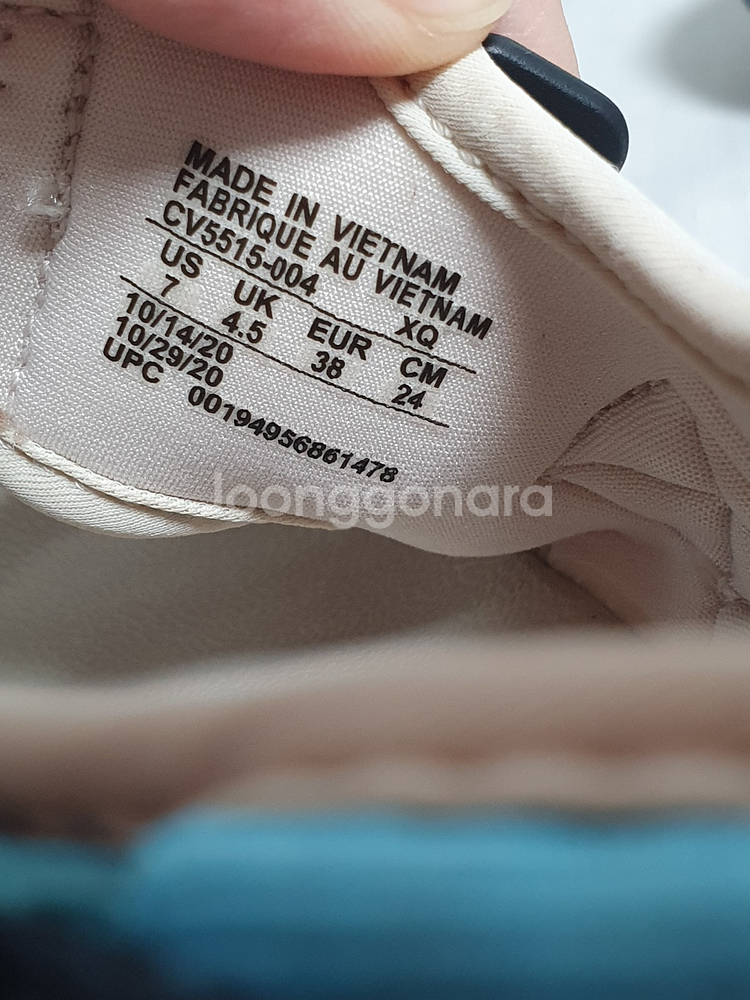 MADE IN VIETNAM
FABRIQUE AU VIETNAM
CV5515-004 XQ
US UK EUR CM
7 4.5 38 24
10/14/20
10/29/20
UPC 00194956861478
Joonggonara